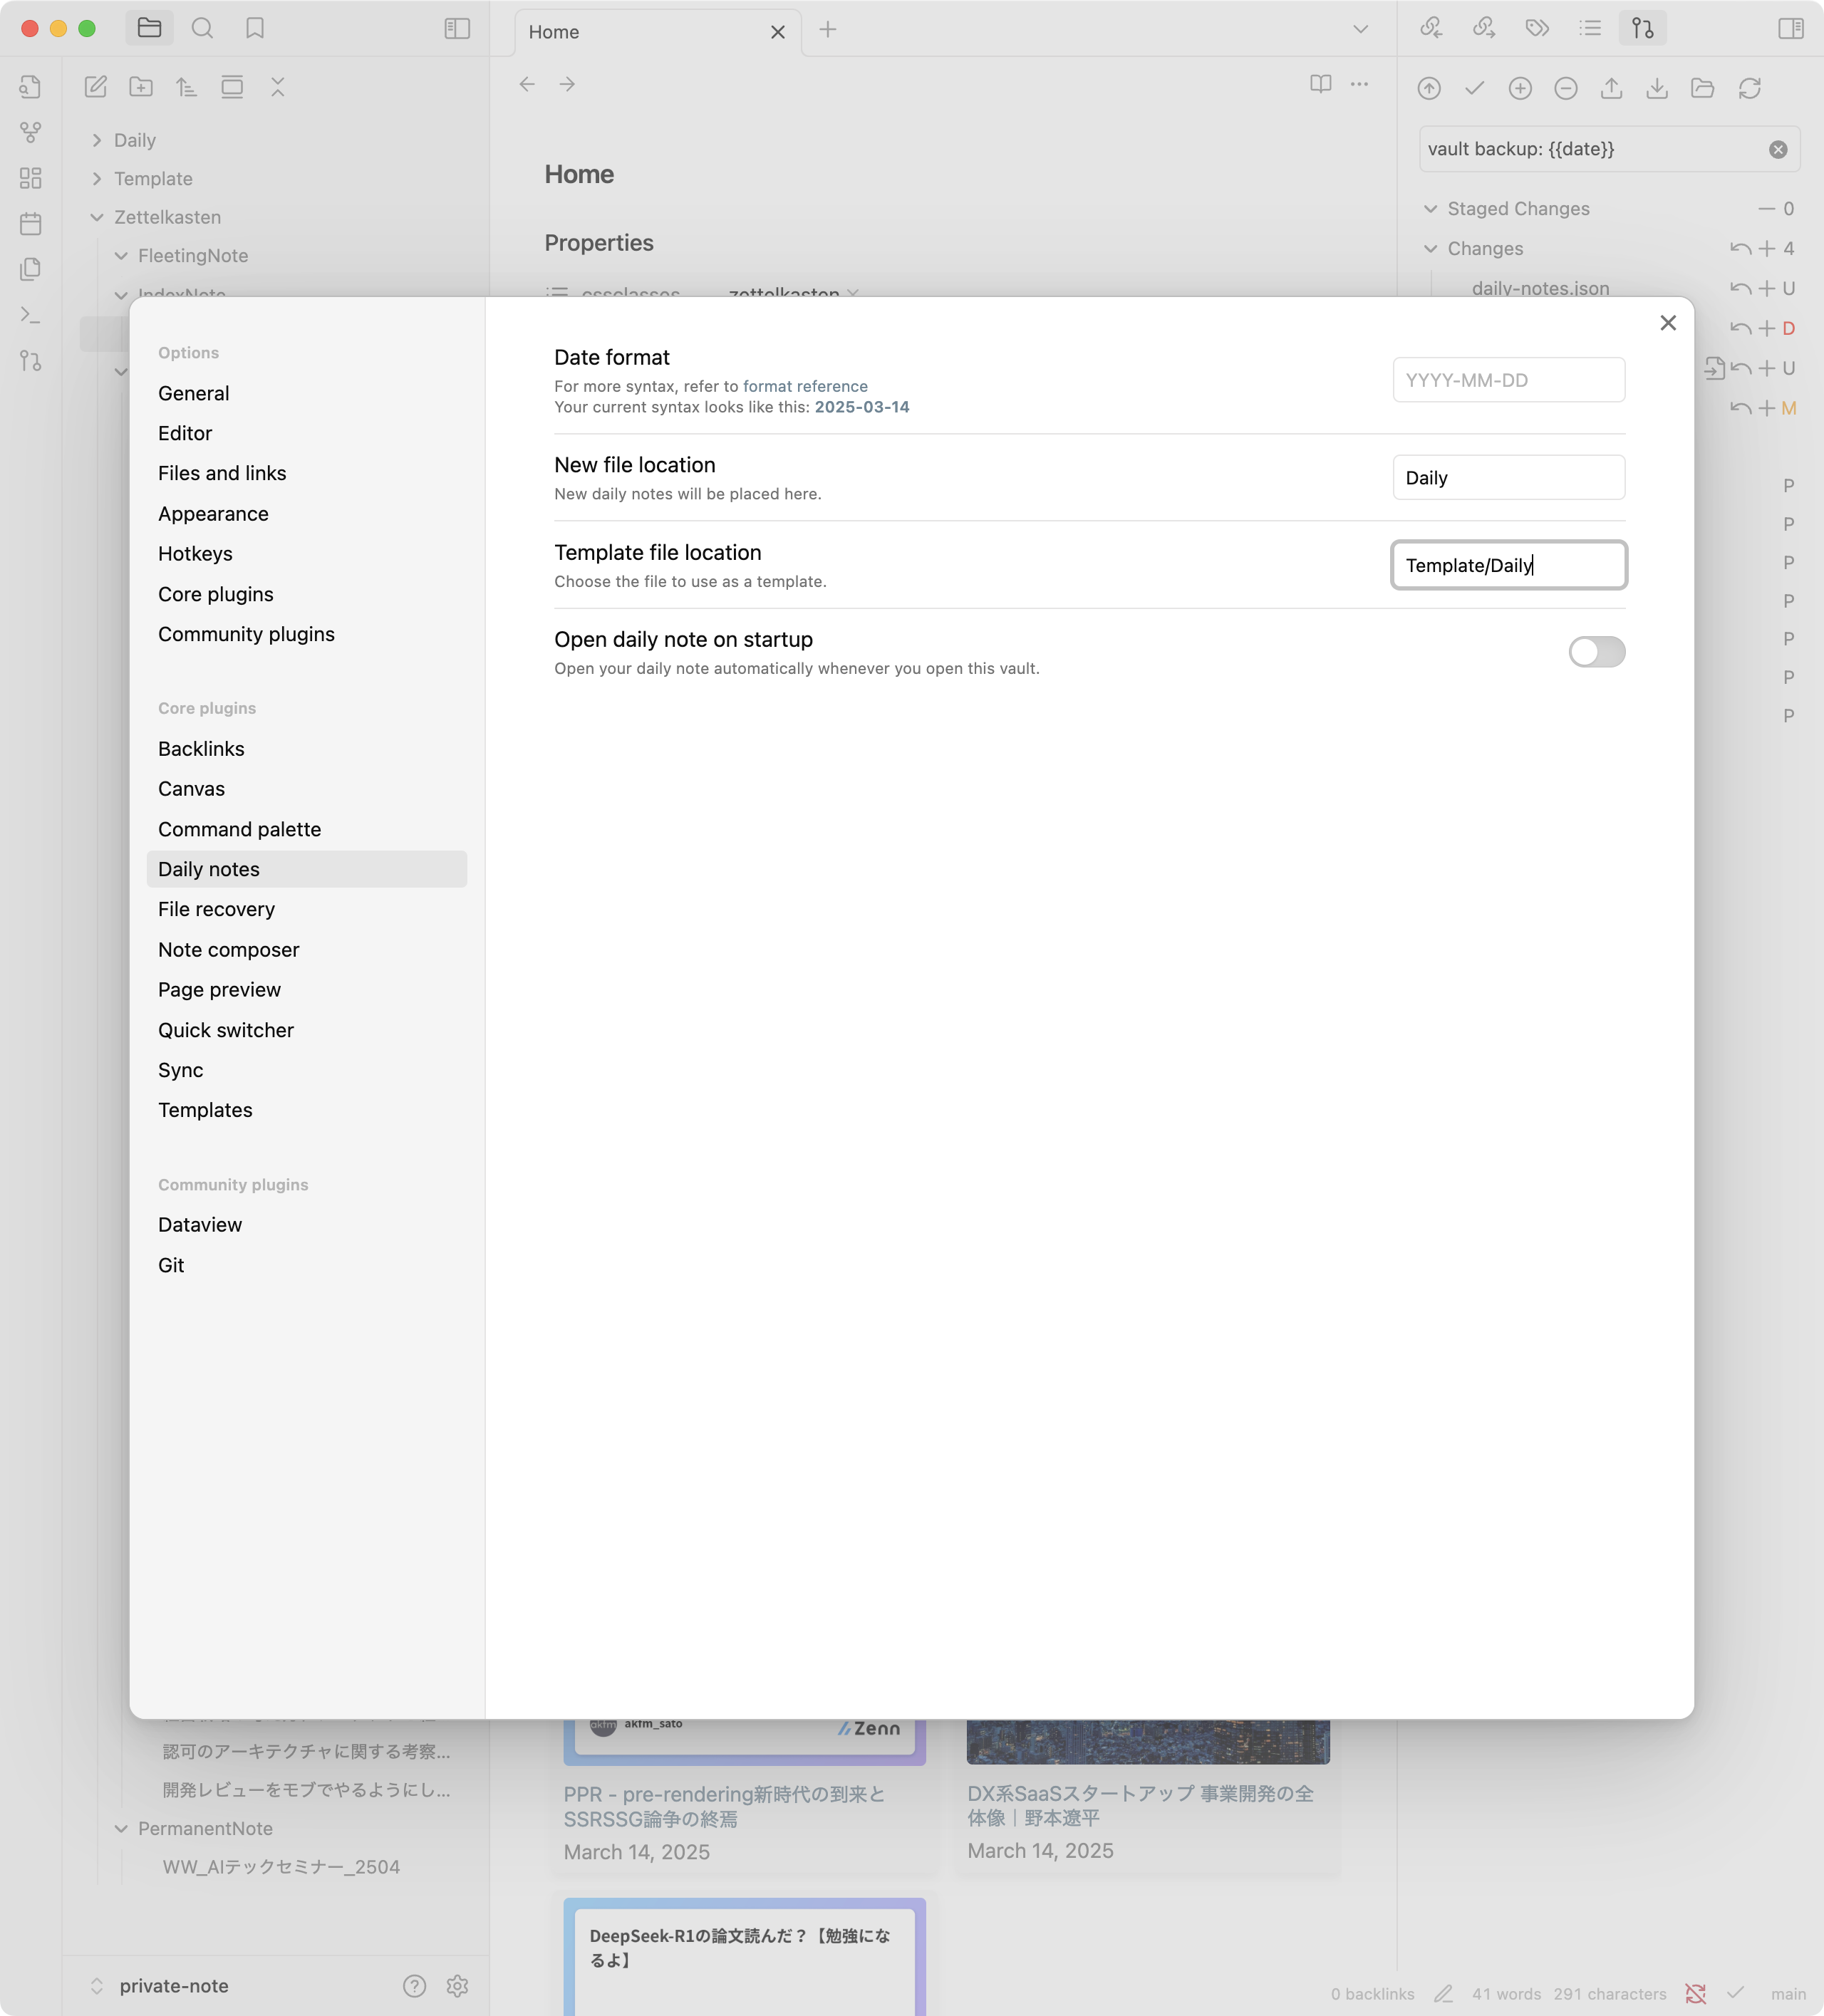 Home
Daily
Template
Zettelkasten
FleetingNote
IndexNote
Home
Properties
cssclasses
zettelkasten
vault backup: {{date}}
Staged Changes
0
Changes
4
daily-notes.json
U
D
U
M
P
P
P
P
P
P
P
Options
General
Editor
Files and links
Appearance
Hotkeys
Core plugins
Community plugins
Core plugins
Backlinks
Canvas
Command palette
Daily notes
File recovery
Note composer
Page preview
Quick switcher
Sync
Templates
Community plugins
Dataview
Git
Date format
For more syntax, refer to format reference
Your current syntax looks like this: 2025-03-14
YYYY-MM-DD
New file location
New daily notes will be placed here.
Daily
Template file location
Choose the file to use as a template.
Template/Daily
Open daily note on startup
Open your daily note automatically whenever you open this vault.
認可のアーキテクチャに関する考察...
開発レビューをモブでやるようにし...
PermanentNote
WW_AIテックセミナー_2504
private-note
akfm
akfm_sato
Zenn
PPR - pre-rendering新時代の到来と
SSRSSG論争の終焉
March 14, 2025
DX系SaaSスタートアップ 事業開発の全
体像｜野本遼平
March 14, 2025
DeepSeek-R1の論文読んだ？【勉強にな
るよ】
0 backlinks
41 words
291 characters
main